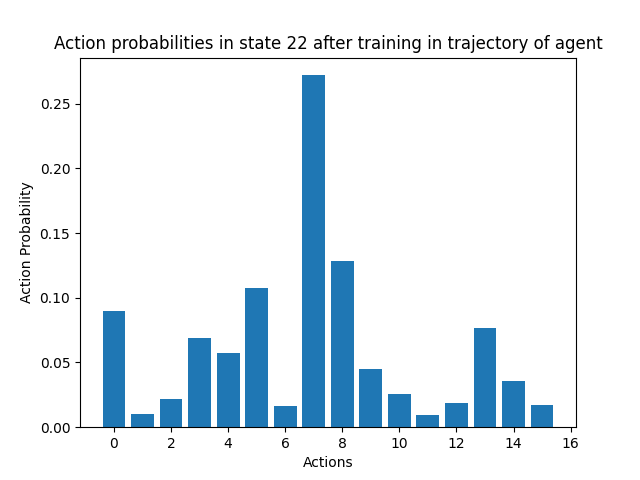 Action probabilities in state 22 after training in trajectory of agent
0.25
0.20
0.15
0.10
0.05
0.00
Action Probability
0 2 4 6 8 10 12 14 16
Actions